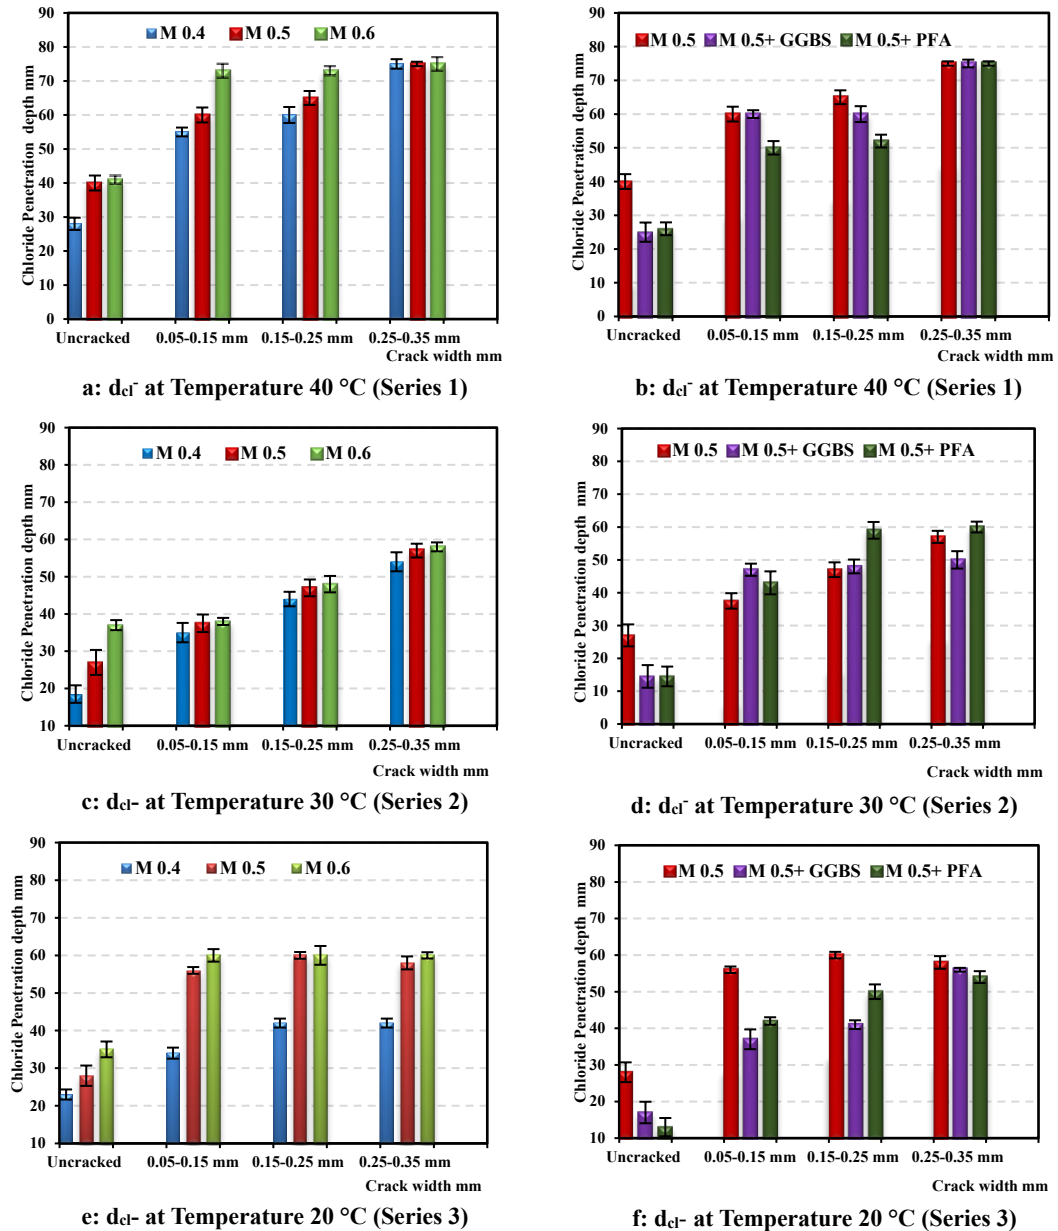 Chloride Penetration depth mm
90
80
70
60
50
40
30
20
10
0
M 0.4 M 0.5 M 0.6
Uncracked 0.05-0.15 mm 0.15-0.25 mm 0.25-0.35 mm
Crack width mm
a: dcl- at Temperature 40 °C (Series 1)
Chloride Penetration depth mm
90
80
70
60
50
40
30
20
10
0
M 0.5 M 0.5+ GGBS M 0.5+ PFA
Uncracked 0.05-0.15 mm 0.15-0.25 mm 0.25-0.35 mm
Crack width mm
b: dcl- at Temperature 40 °C (Series 1)
Chloride Penetration depth mm
90
80
70
60
50
40
30
20
10
M 0.4 M 0.5 M 0.6
Uncracked 0.05-0.15 mm 0.15-0.25 mm 0.25-0.35 mm
Crack width mm
c: dcl- at Temperature 30 °C (Series 2)
Chloride Penetration depth mm
90
80
70
60
50
40
30
20
10
0
M 0.5 M 0.5+ GGBS M 0.5+ PFA
Uncracked 0.05-0.15 mm 0.15-0.25 mm 0.25-0.35 mm
Crack width mm
d: dcl- at Temperature 30 °C (Series 2)
Chloride Penetration depth mm
90
80
70
60
50
40
30
20
10
M 0.4 M 0.5 M 0.6
Uncracked 0.05-0.15 mm 0.15-0.25 mm 0.25-0.35 mm
Crack width mm
e: dcl- at Temperature 20 °C (Series 3)
Chloride Penetration depth mm
90
80
70
60
50
40
30
20
10
M 0.5 M 0.5+ GGBS M 0.5+ PFA
Uncracked 0.05-0.15 mm 0.15-0.25 mm 0.25-0.35 mm
Crack width mm
f: dcl- at Temperature 20 °C (Series 3)